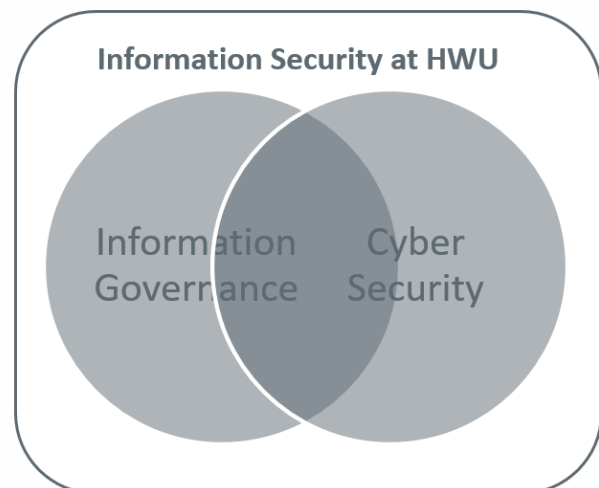 Information Security at HWU
Information
Governance
Cyber
Security